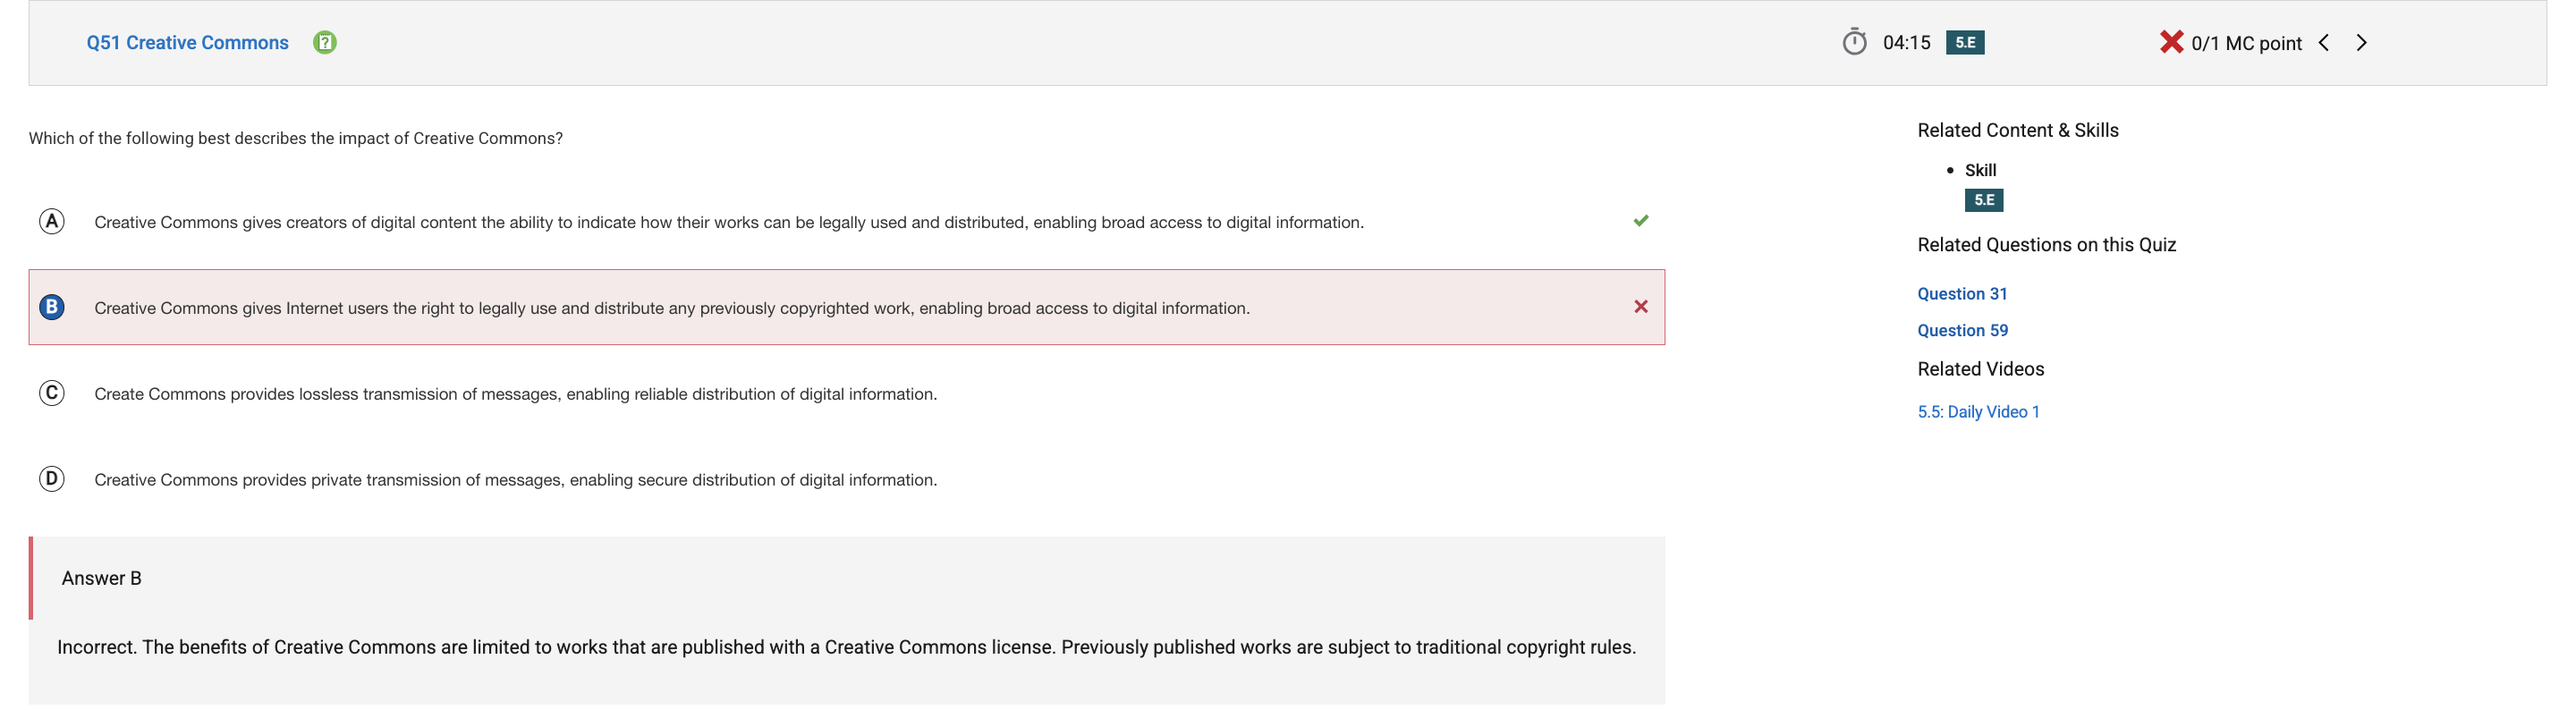 Q51 Creative Commons
04:15 5.E
0/1 MC point
Which of the following best describes the impact of Creative Commons?
A Creative Commons gives creators of digital content the ability to indicate how their works can be legally used and distributed, enabling broad access to digital information.
B Creative Commons gives Internet users the right to legally use and distribute any previously copyrighted work, enabling broad access to digital information.
C Create Commons provides lossless transmission of messages, enabling reliable distribution of digital information.
D Creative Commons provides private transmission of messages, enabling secure distribution of digital information.
Answer B
Incorrect. The benefits of Creative Commons are limited to works that are published with a Creative Commons license. Previously published works are subject to traditional copyright rules.
Related Content & Skills
• Skill
5.E
Related Questions on this Quiz
Question 31
Question 59
Related Videos
5.5: Daily Video 1